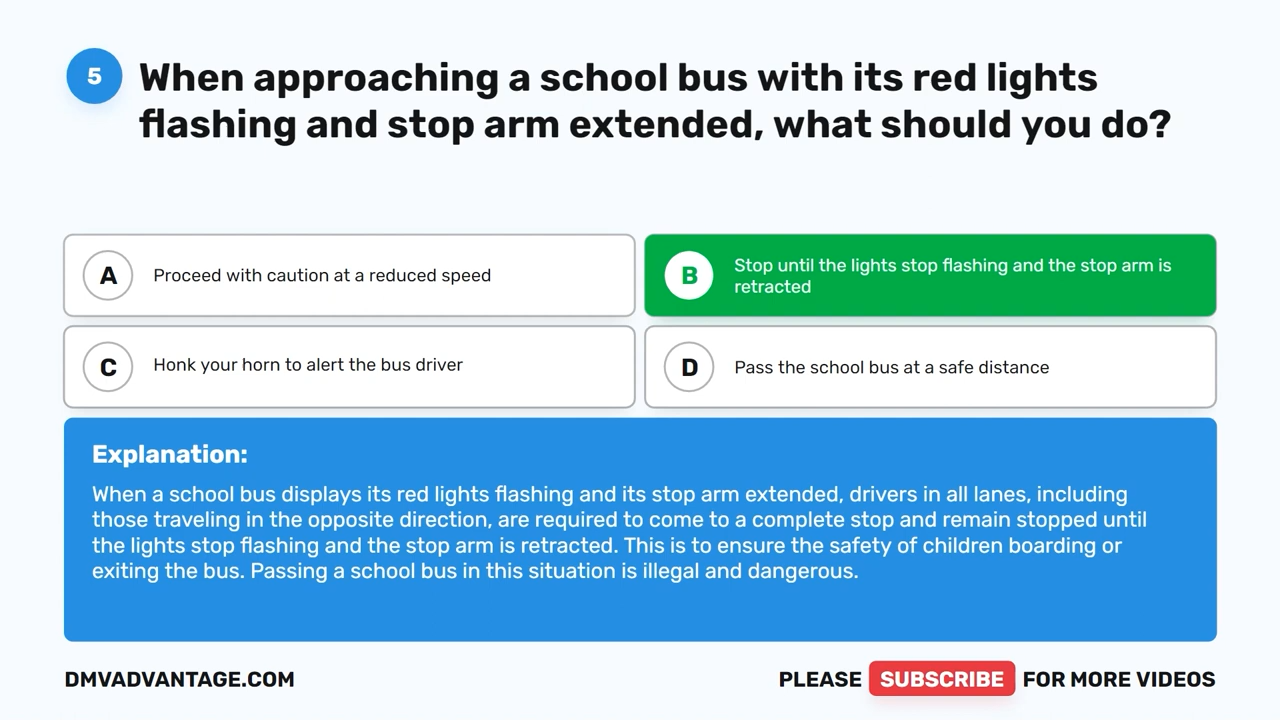 5
When approaching a school bus with its red lights
flashing and stop arm extended, what should you do?
A
Proceed with caution at a reduced speed
B
Stop until the lights stop flashing and the stop arm is
retracted
C
Honk your horn to alert the bus driver
D
Pass the school bus at a safe distance
Explanation:
When a school bus displays its red lights flashing and its stop arm extended, drivers in all lanes, including
those traveling in the opposite direction, are required to come to a complete stop and remain stopped until
the lights stop flashing and the stop arm is retracted. This is to ensure the safety of children boarding or
exiting the bus. Passing a school bus in this situation is illegal and dangerous.
DMVADVANTAGE.COM
PLEASE SUBSCRIBE FOR MORE VIDEOS